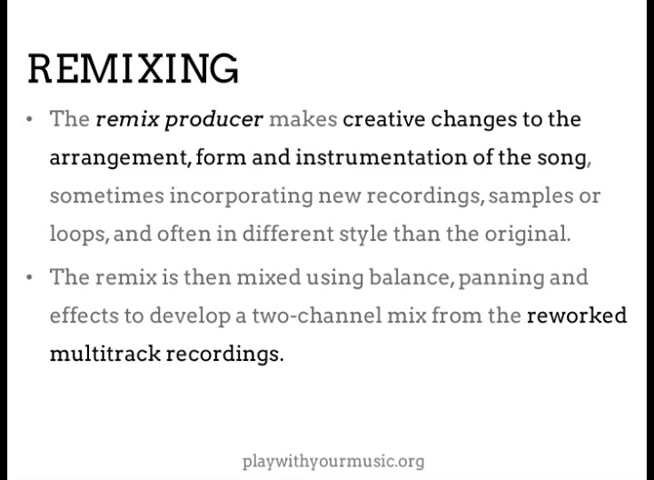 REMIXING
• The remix producer makes creative changes to the
arrangement, form and instrumentation of the song,
sometimes incorporating new recordings, samples or
loops, and often in different style than the original.
• The remix is then mixed using balance, panning and
effects to develop a two-channel mix from the reworked
multitrack recordings.
playwithyourmusic.org